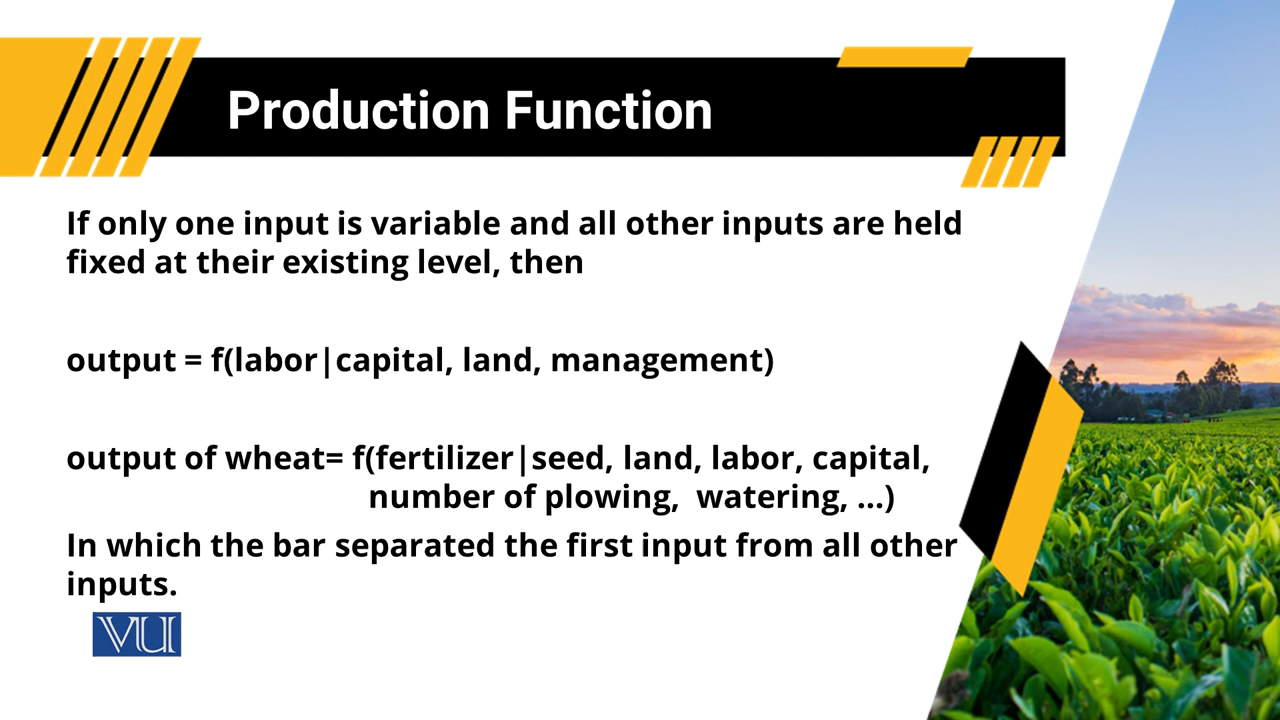 Production Function
If only one input is variable and all other inputs are held
fixed at their existing level, then
output = f(labor|capital, land, management)
output of wheat= f(fertilizer|seed, land, labor, capital,
number of plowing, watering, ...)
In which the bar separated the first input from all other
inputs.
VU